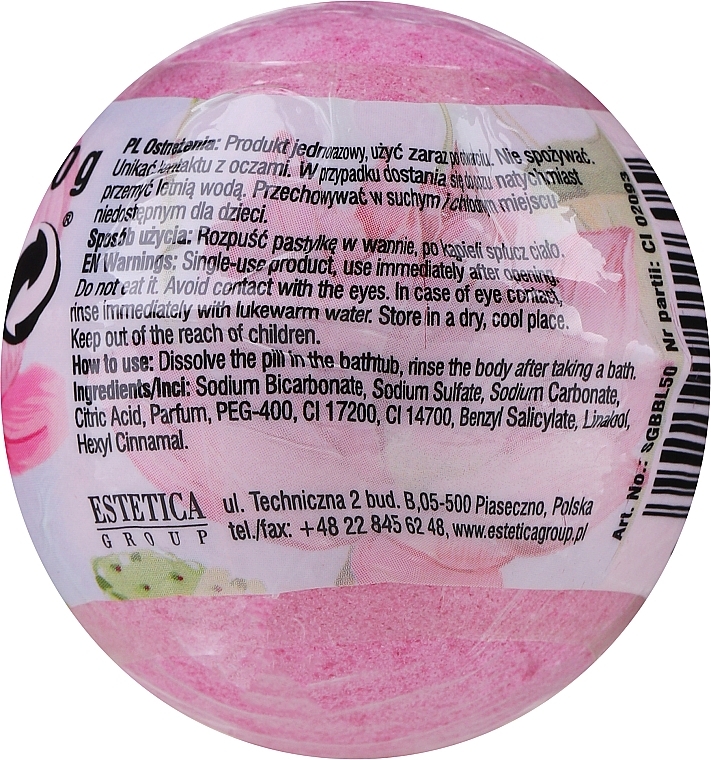 0g
®
PL Ostrzeżenia: Produkt jednorazowy, użyć zaraz po otwarciu. Nie spożywać.
Unikać kontaktu z oczami. W przypadku dostania się do oczu natychmiast
przemyć letnią wodą. Przechowywać w suchym i chłodnym miejscu
niedostępnym dla dzieci.
Sposób użycia: Rozpuść pastylkę w wannie, po kąpieli spłucz ciało.
EN Warnings: Single-use product, use immediately after opening.
Do not eat it. Avoid contact with the eyes. In case of eye contact,
rinse immediately with lukewarm water. Store in a dry, cool place.
Keep out of the reach of children.
How to use: Dissolve the pill in the bathtub, rinse the body after taking a bath.
Ingredients/Inci: Sodium Bicarbonate, Sodium Sulfate, Sodium Carbonate,
Citric Acid, Parfum, PEG-400, CI 17200, CI 14700, Benzyl Salicylate, Linalool,
Hexyl Cinnamal.
ESTETICA
GROUP
ul. Techniczna 2 bud. B,05-500 Piaseczno, Polska
tel./fax: +48 22 845 62 48, www.esteticagroup.pl
Art. No.: SGBBL50 Nr partii: CI 02093